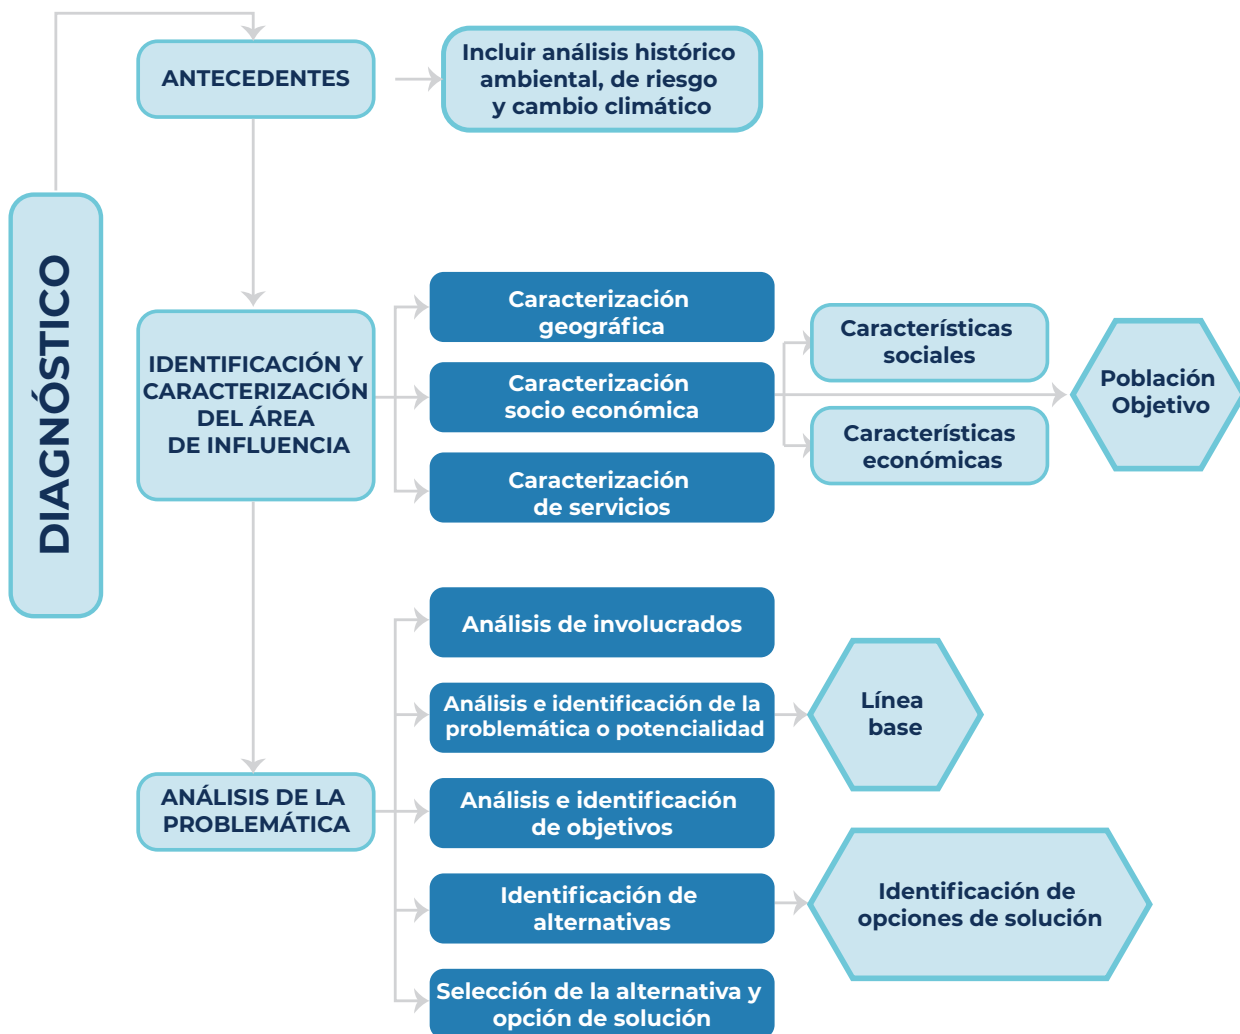 DIAGNÓSTICO
ANTECEDENTES
Incluir análisis histórico
ambiental, de riesgo
y cambio climático
IDENTIFICACIÓN Y
CARACTERIZACIÓN
DEL ÁREA
DE INFLUENCIA
Caracterización
geográfica
Caracterización
socio económica
Caracterización
de servicios
Característicās
sociales
Característicās
económicas
Población
Objetivo
ANÁLISIS DE LA
PROBLEMÁTICA
Análisis de involucrados
Análisis e identificación de la
problemática o potencialidad
Línea
base
Análisis e identificación
de objetivos
Identificación de
alternativas
Identificación de
opciones de solución
Selección de la alternativa y
opción de solución